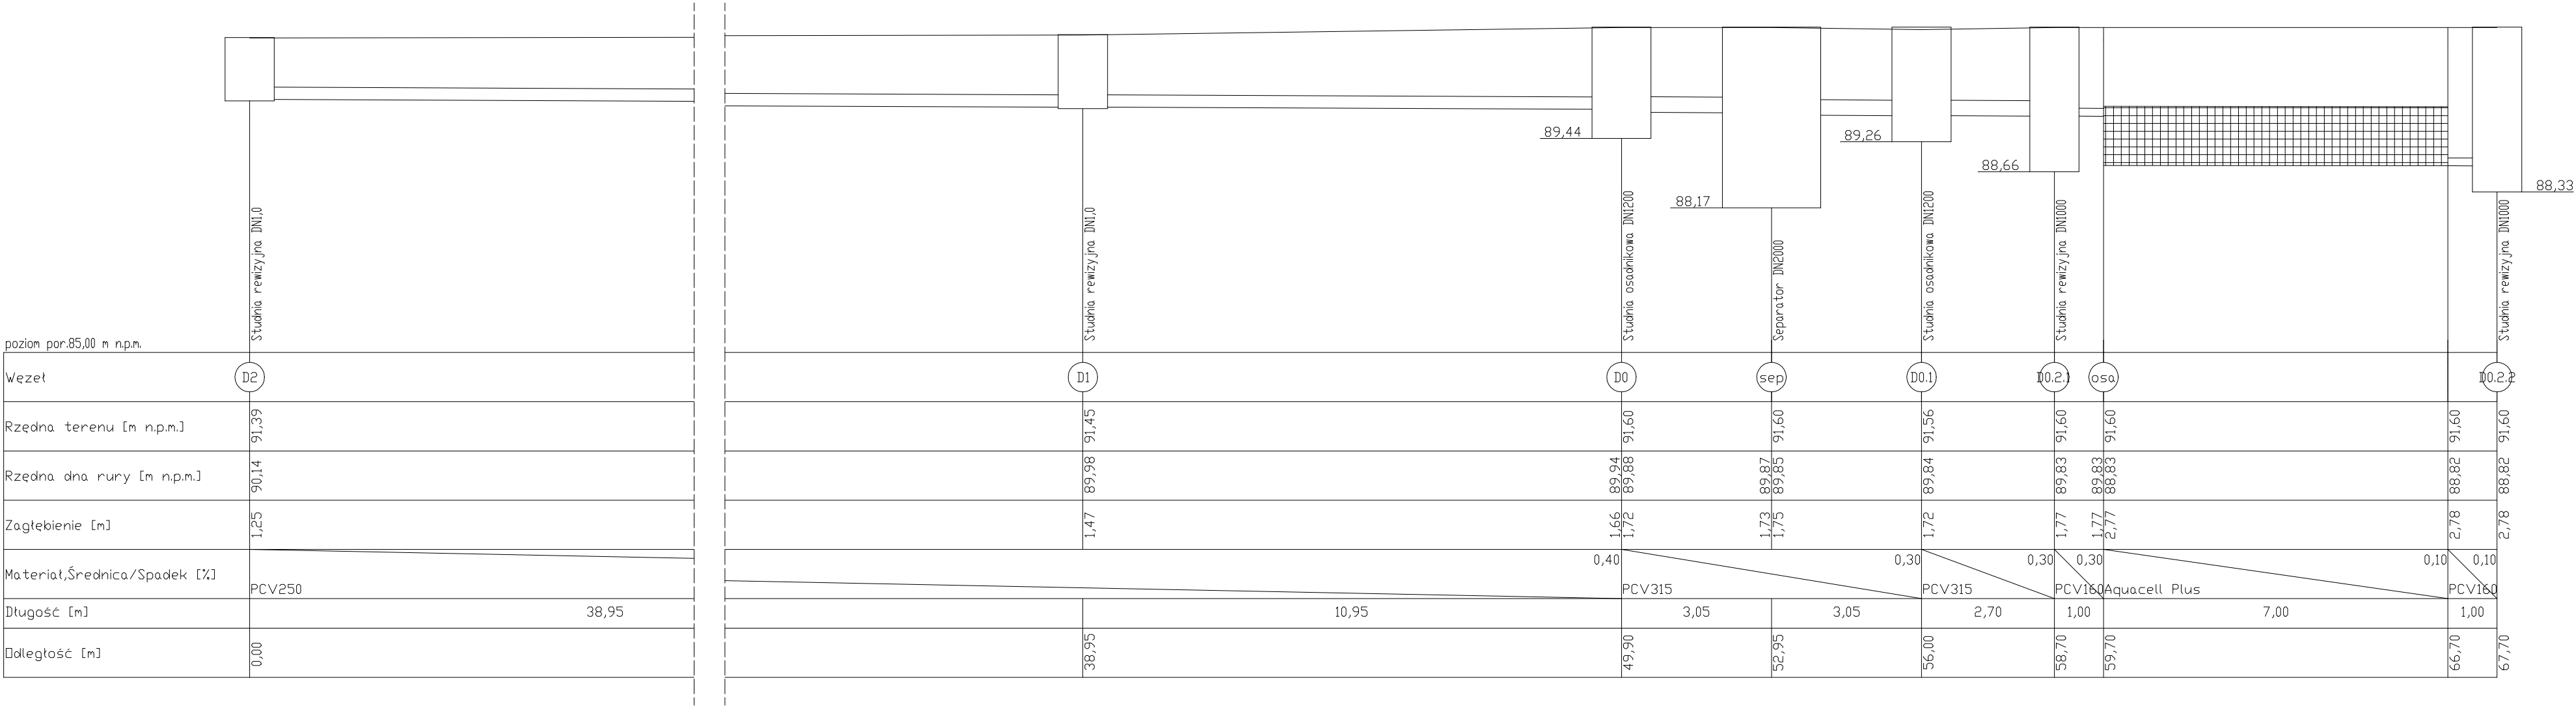 89,44
89,26
88,66
88,17
88,33
Studnia rewizyjna DN1,0
Studnia rewizyjna DN1,0
Studnia osadnikowa DN1200
Separator DN2000
Studnia osadnikowa DN1200
Studnia rewizyjna DN1000
Studnia rewizyjna DN1000
poziom por.85,00 m n.p.m.
Węzeł D2 D1 D0 sep D0.1 D0.2.1 osa D0.2.2
Rzędna terenu [m n.p.m.] 91,39 91,45 91,60 91,60 91,56 91,60 91,60 91,60 91,60
Rzędna dna rury [m n.p.m.] 90,14 89,98 89,94 89,88 89,87 89,85 89,84 89,83 89,83 88,83 88,82 88,82
Zagłębienie [m] 1,25 1,47 1,66 1,72 1,73 1,75 1,72 1,77 1,77 2,77 2,78 2,78
0,40 0,30 0,30 0,30 0,10 0,10
Materiał,Średnica/Spadek [%]
PCV250 PCV315 PCV315 PCV160 Aquacell Plus PCV160
Długość [m] 38,95 10,95 3,05 3,05 2,70 1,00 7,00 1,00
Odległość [m] 0,00 38,95 49,90 52,95 56,00 58,70 59,70 66,70 67,70